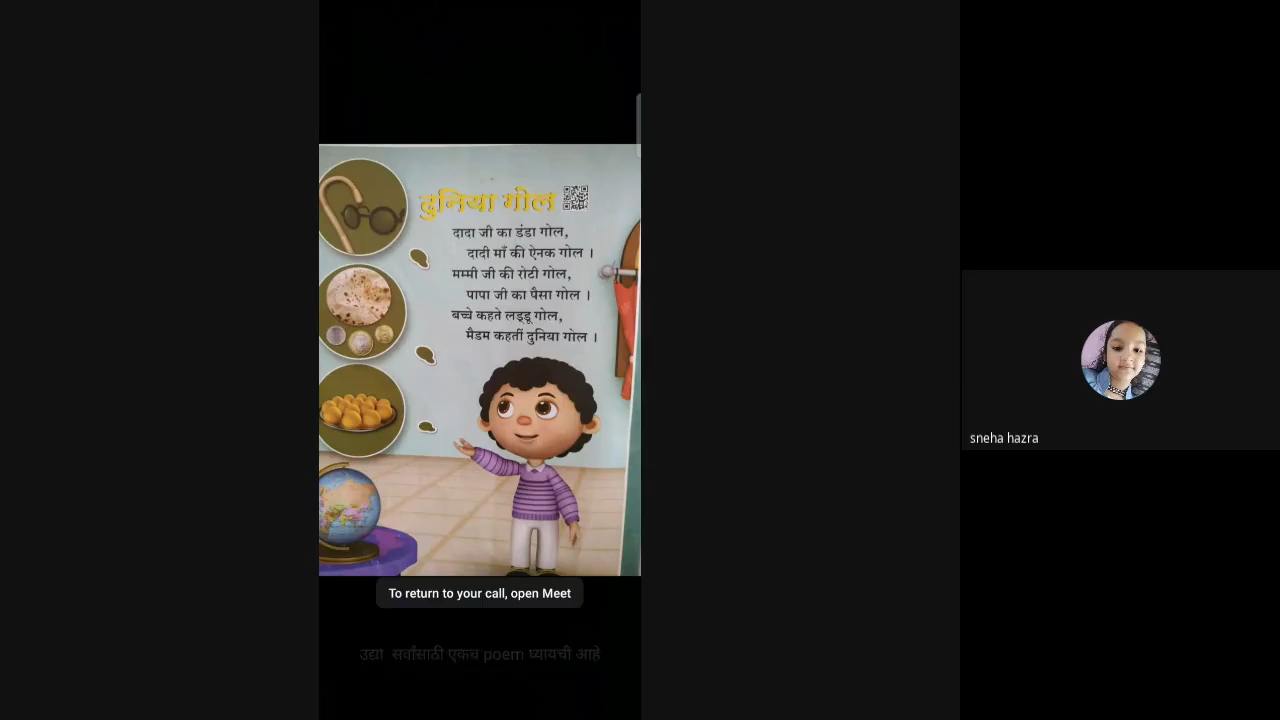 दुनिया गोल
दादा जी का डंडा गोल,
दादी माँ की ऐनक गोल ।
मम्मी जी की रोटी गोल,
पापा जी का पैसा गोल ।
बच्चे कहते लड्डू गोल,
मैडम कहतीं दुनिया गोल ।
To return to your call, open Meet
उद्या सर्वांसाठी एकच poem घ्यायची आहे
sneha hazra